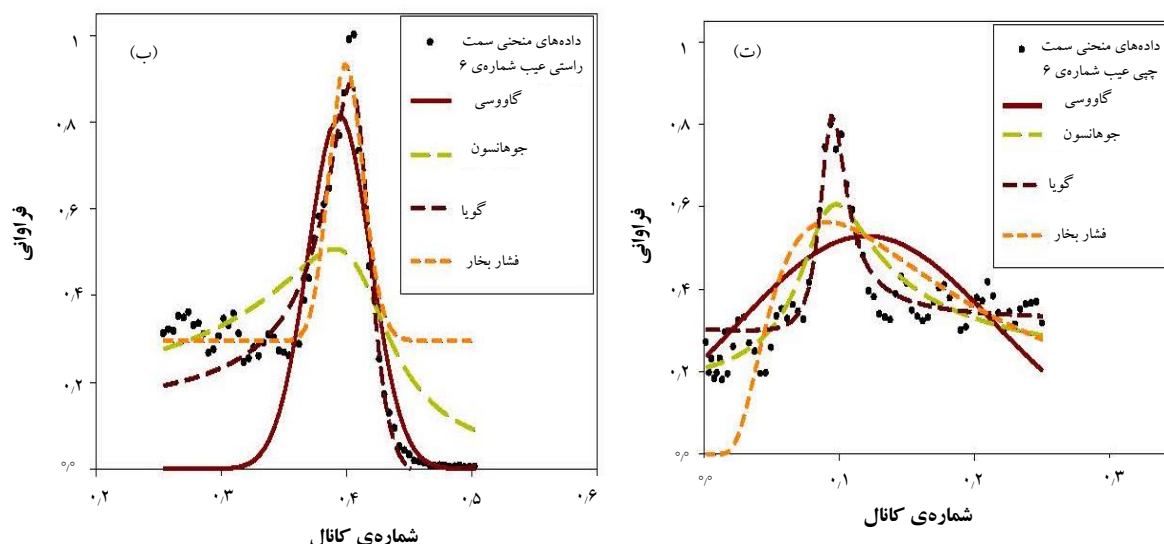 (ب)
داده‌های منحنی سمت
راستی عیب شماره‌ی ۶
گاووسی
جوهانسون
گویا
فشار بخار
۱
۰٫۸
۰٫۶
۰٫۴
۰٫۲
۰٫۰
فراوانی
۰٫۲ ۰٫۳ ۰٫۴ ۰٫۵ ۰٫۶
شماره‌ی کانال
(ت)
داده‌های منحنی سمت
چپی عیب شماره‌ی ۶
گاووسی
جوهانسون
گویا
فشار بخار
۱
۰٫۸
۰٫۶
۰٫۴
۰٫۲
۰٫۰
فراوانی
۰٫۰ ۰٫۱ ۰٫۲ ۰٫۳
شماره‌ی کانال